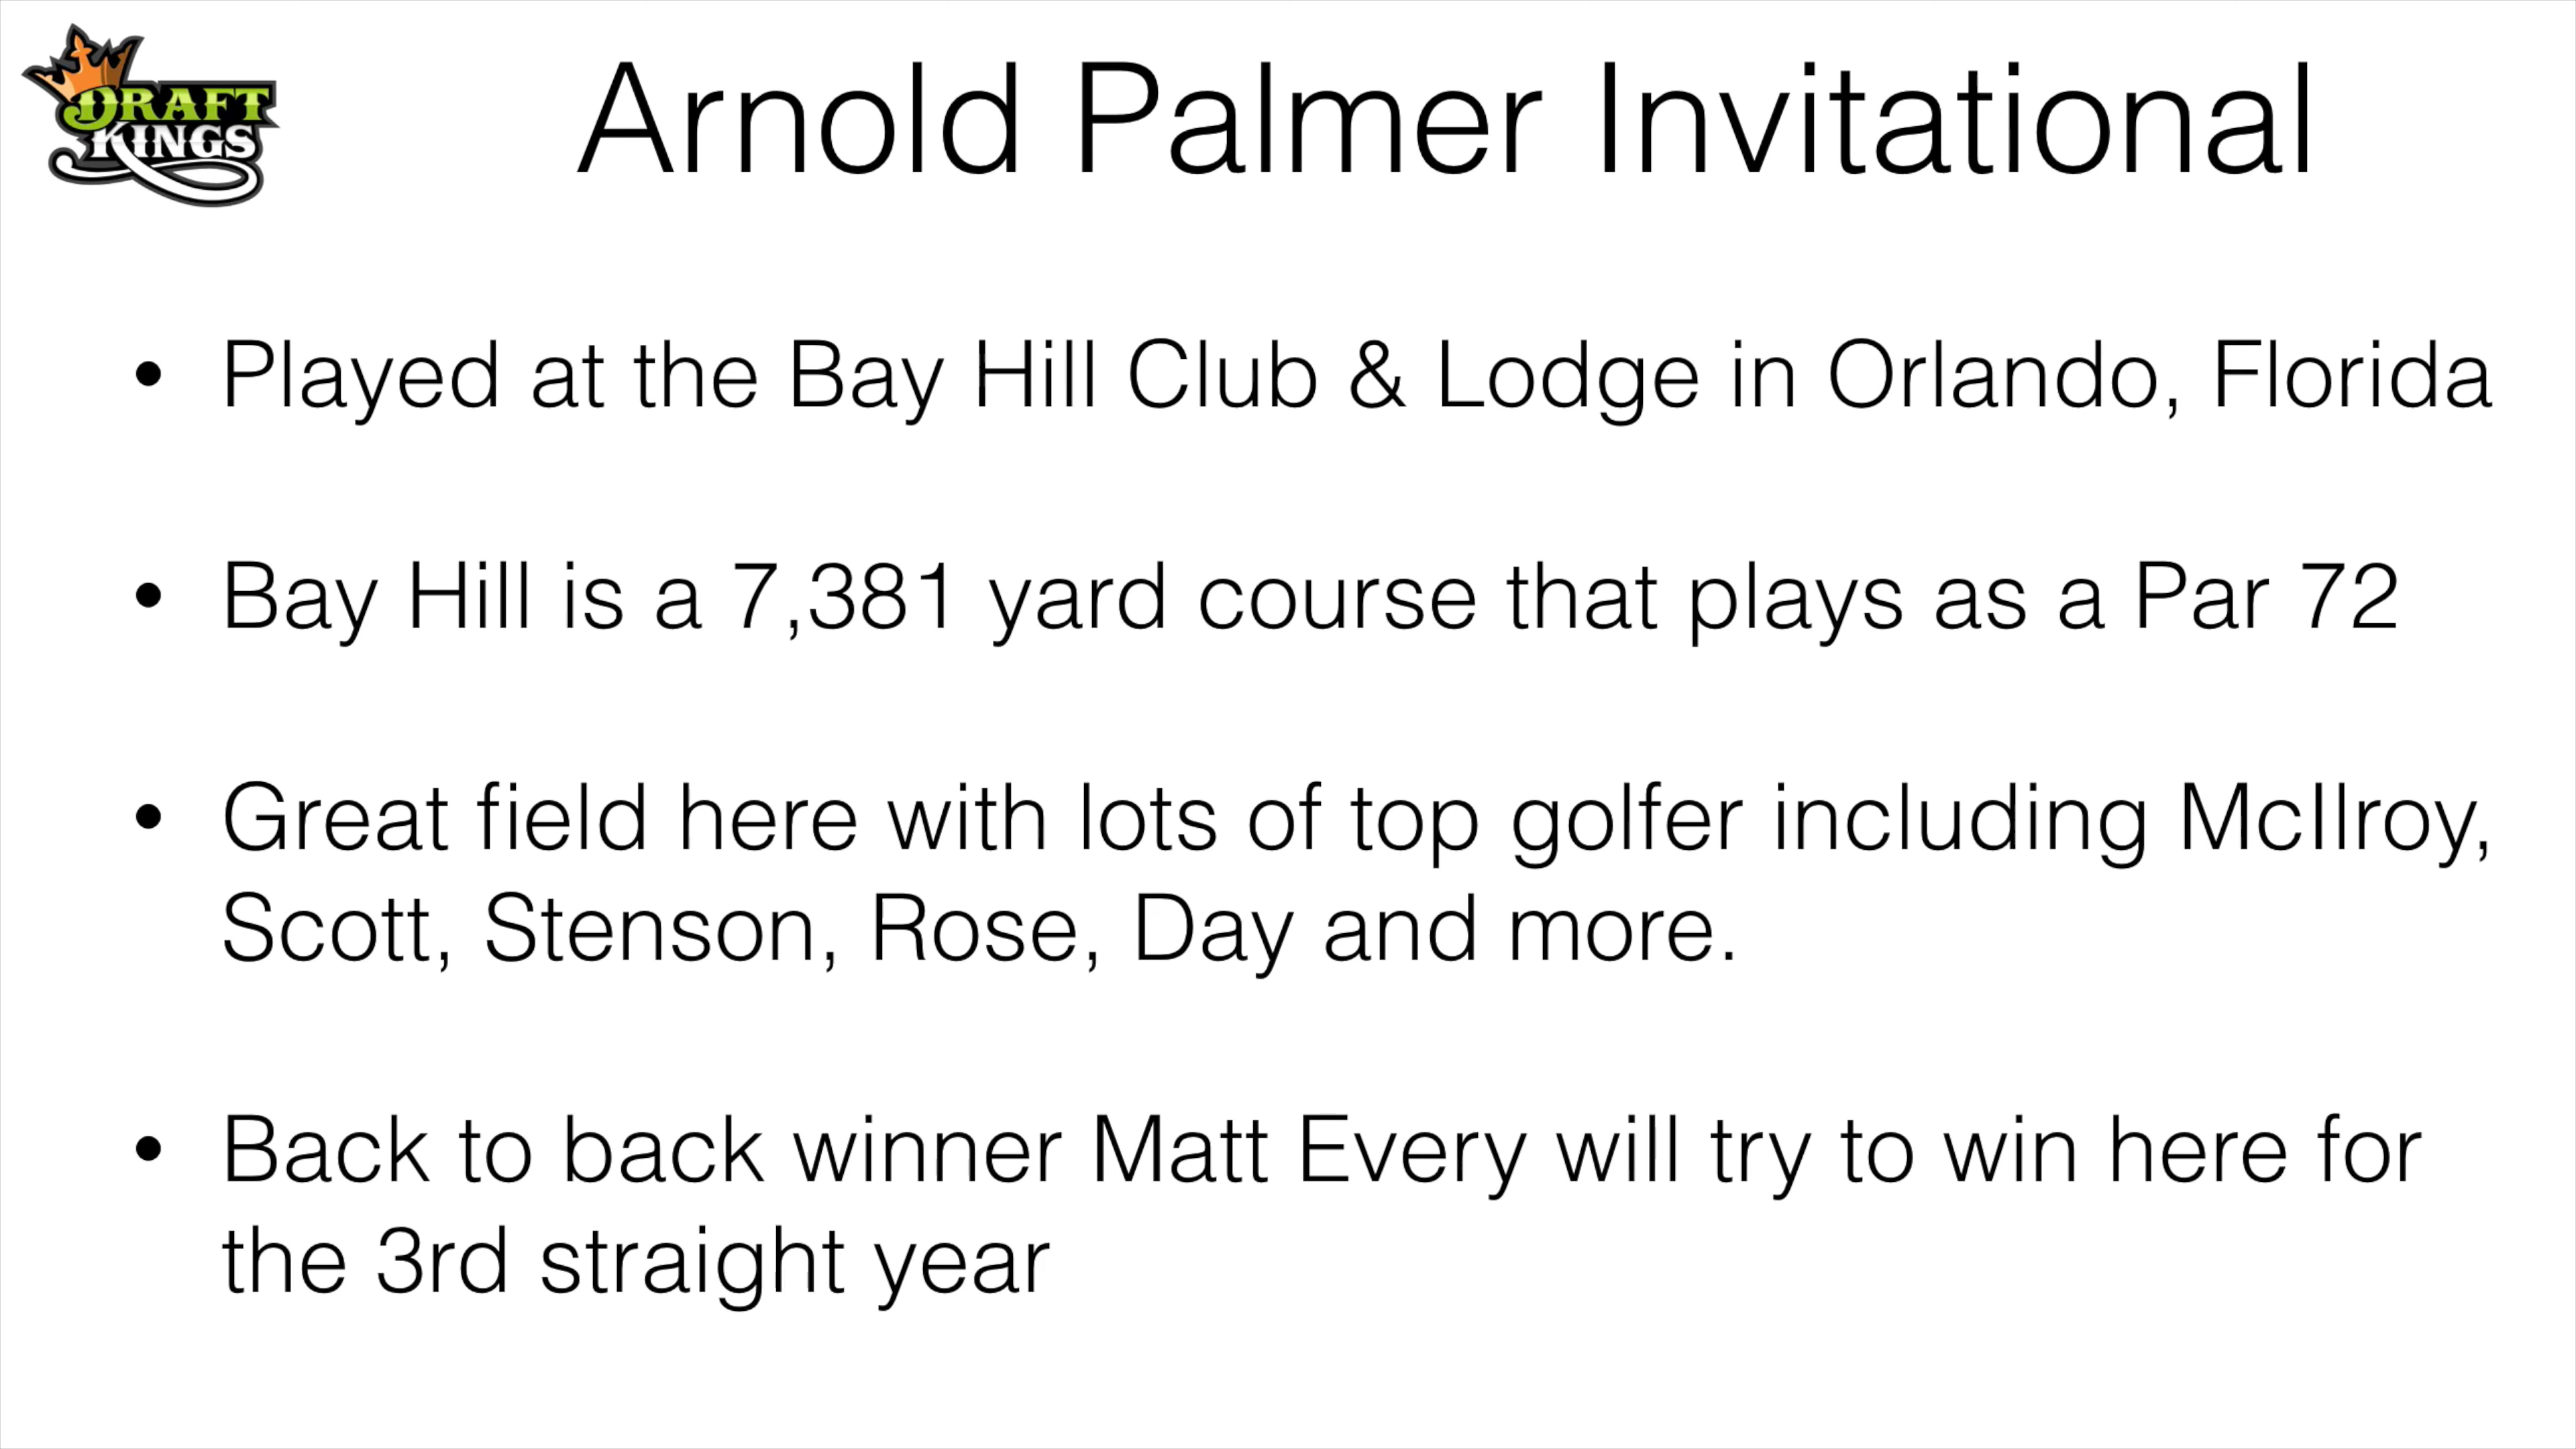 DRAFT
KINGS
Arnold Palmer Invitational
• Played at the Bay Hill Club & Lodge in Orlando, Florida
• Bay Hill is a 7,381 yard course that plays as a Par 72
• Great field here with lots of top golfer including McIlroy,
Scott, Stenson, Rose, Day and more.
• Back to back winner Matt Every will try to win here for
the 3rd straight year